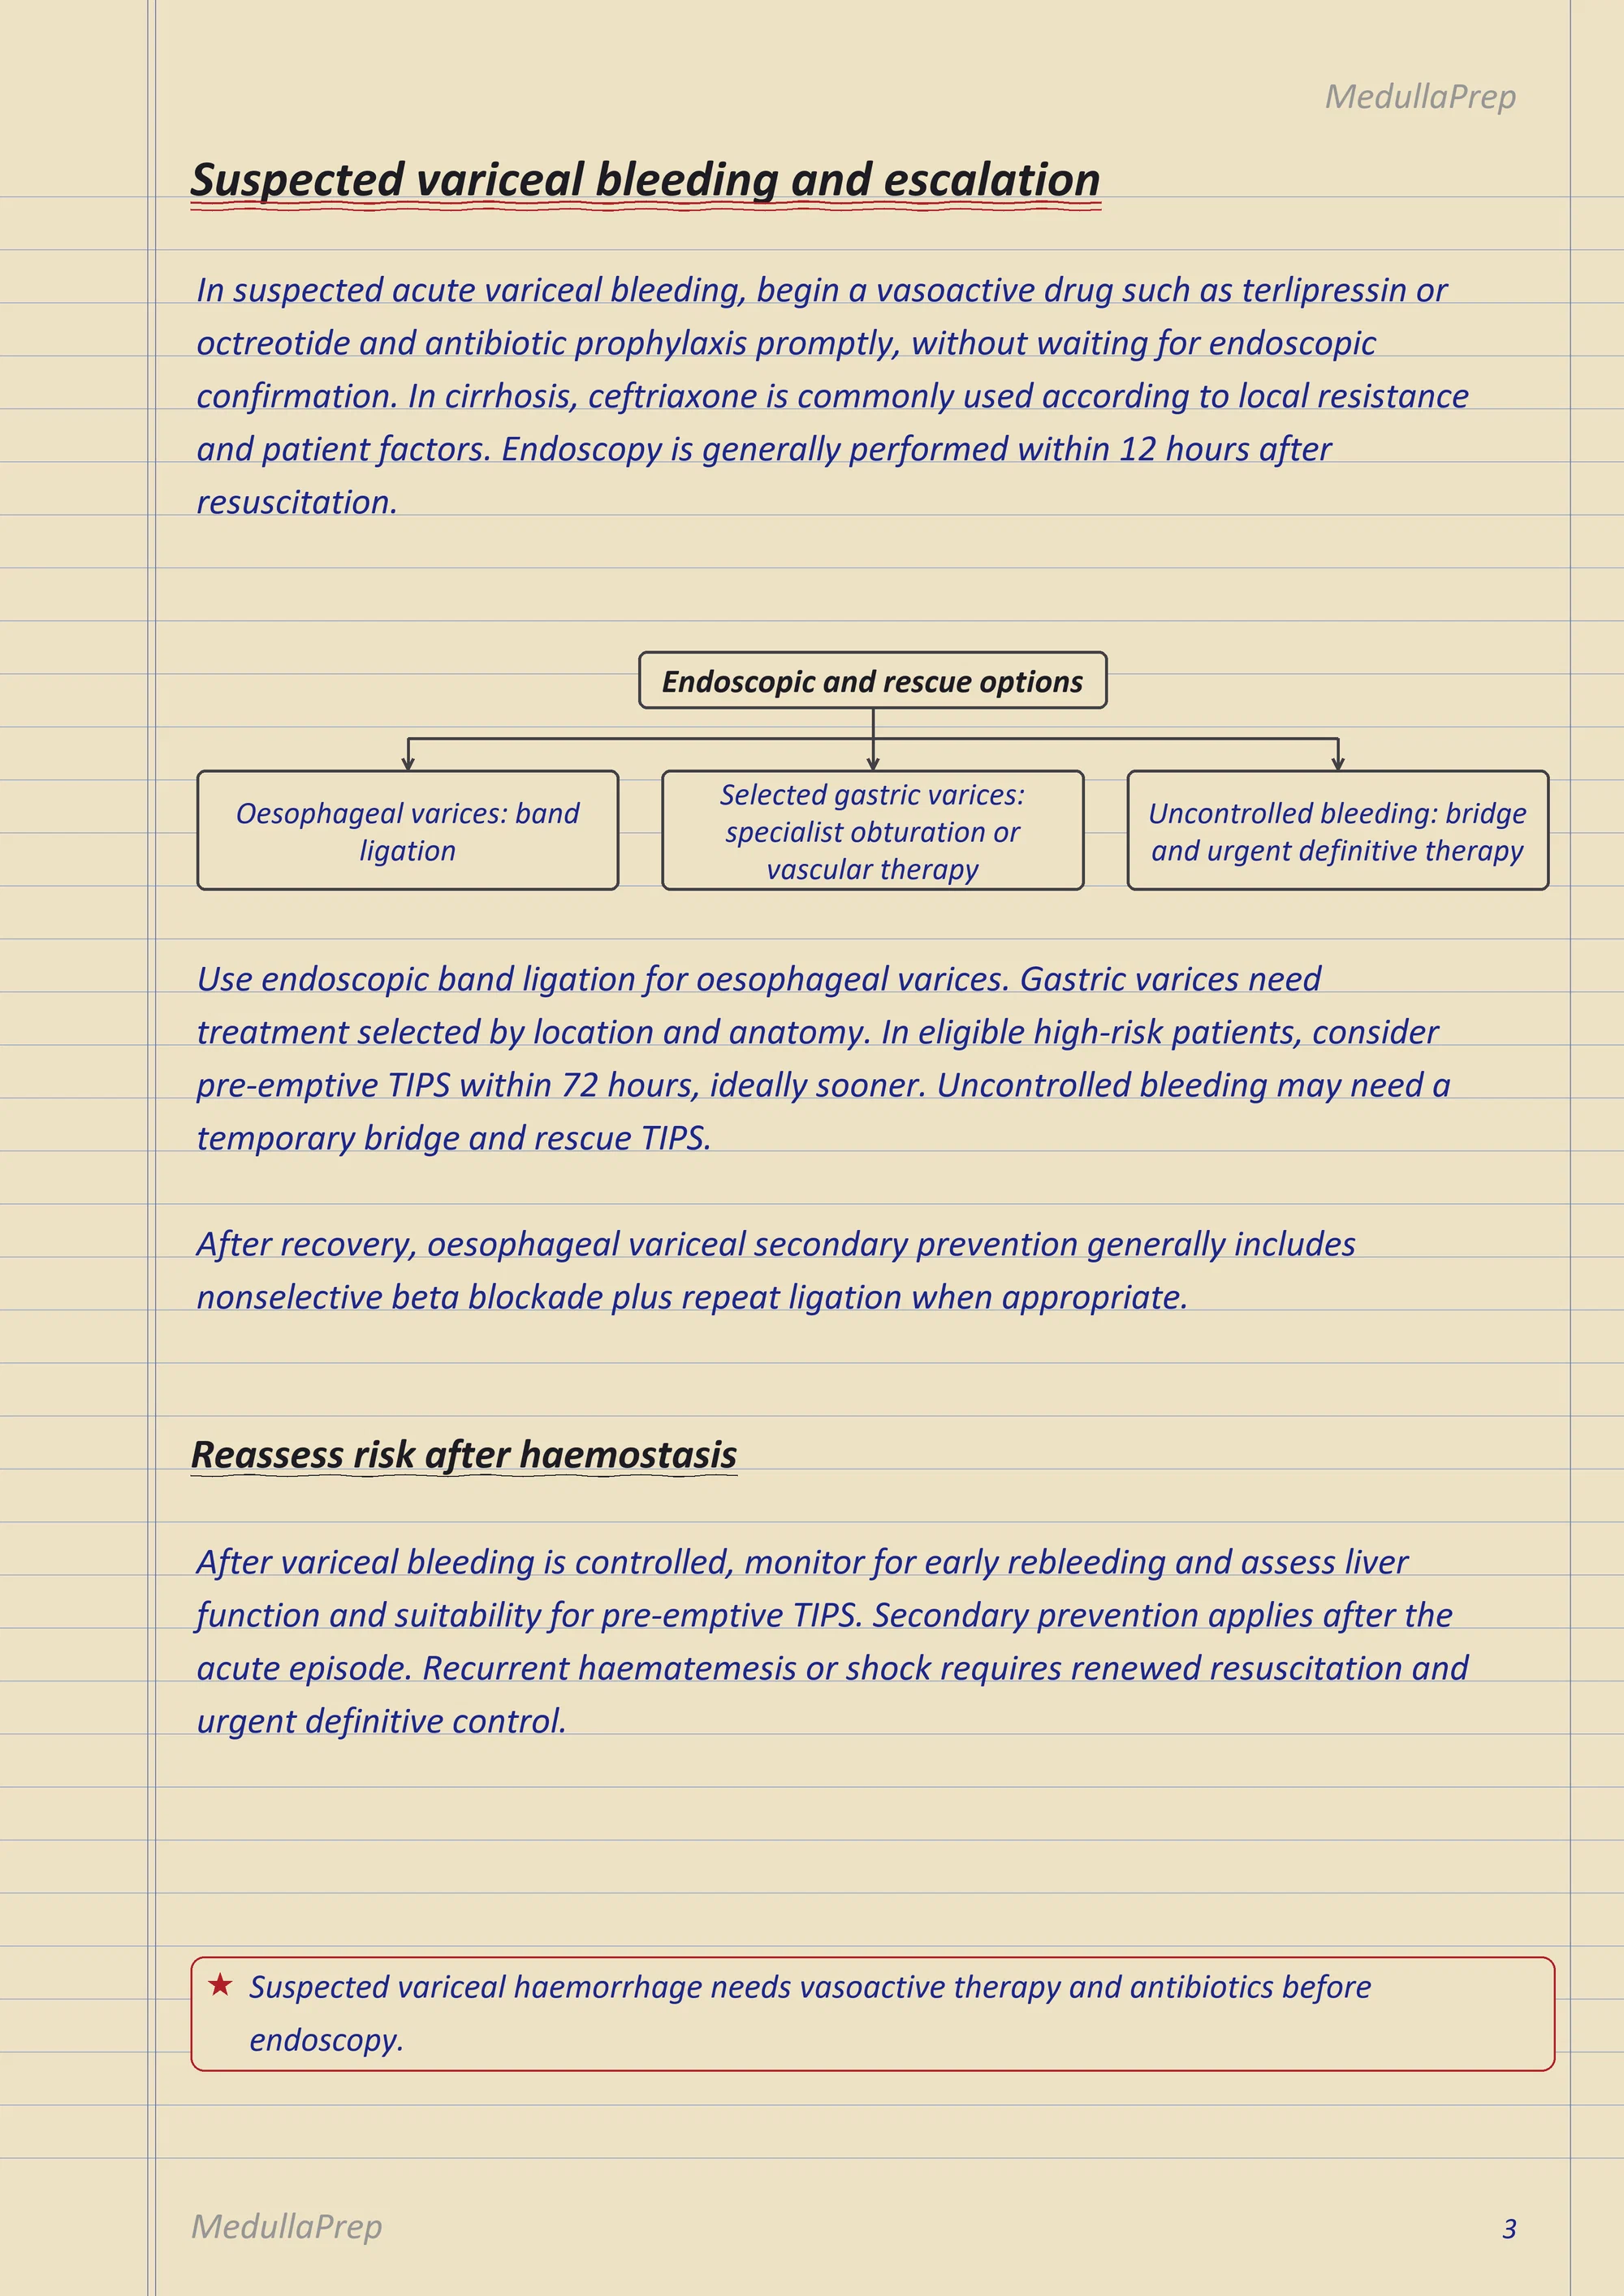 MedullaPrep
Suspected variceal bleeding and escalation
In suspected acute variceal bleeding, begin a vasoactive drug such as terlipressin or
octreotide and antibiotic prophylaxis promptly, without waiting for endoscopic
confirmation. In cirrhosis, ceftriaxone is commonly used according to local resistance
and patient factors. Endoscopy is generally performed within 12 hours after
resuscitation.
Endoscopic and rescue options
Oesophageal varices: band
ligation
Selected gastric varices:
specialist obturation or
vascular therapy
Uncontrolled bleeding: bridge
and urgent definitive therapy
Use endoscopic band ligation for oesophageal varices. Gastric varices need
treatment selected by location and anatomy. In eligible high-risk patients, consider
pre-emptive TIPS within 72 hours, ideally sooner. Uncontrolled bleeding may need a
temporary bridge and rescue TIPS.
After recovery, oesophageal variceal secondary prevention generally includes
nonselective beta blockade plus repeat ligation when appropriate.
Reassess risk after haemostasis
After variceal bleeding is controlled, monitor for early rebleeding and assess liver
function and suitability for pre-emptive TIPS. Secondary prevention applies after the
acute episode. Recurrent haematemesis or shock requires renewed resuscitation and
urgent definitive control.
★ Suspected variceal haemorrhage needs vasoactive therapy and antibiotics before
endoscopy.
MedullaPrep
3